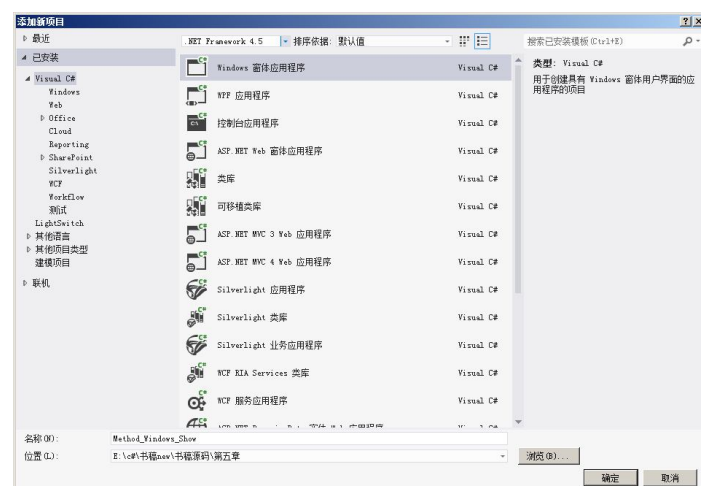 添加新项目
最近
.NET Framework 4.5 排序依据: 默认值
搜索已安装模板(Ctrl+E)
已安装
Visual C#
Windows
Web
Office
Cloud
Reporting
SharePoint
Silverlight
WCF
Workflow
测试
LightSwitch
其他语言
其他项目类型
建模项目
联机
Windows 窗体应用程序 Visual C#
WPF 应用程序 Visual C#
控制台应用程序 Visual C#
ASP.NET Web 窗体应用程序 Visual C#
类库 Visual C#
可移植类库 Visual C#
ASP.NET MVC 3 Web 应用程序 Visual C#
ASP.NET MVC 4 Web 应用程序 Visual C#
Silverlight 应用程序 Visual C#
Silverlight 类库 Visual C#
Silverlight 业务应用程序 Visual C#
WCF RIA Services 类库 Visual C#
WCF 服务应用程序 Visual C#
类型: Visual C#
用于创建具有 Windows 窗体用户界面的应
用程序的项目
名称(N): Method_Windows_Show
位置(L): E:\c#\书稿new\书稿源码\第五章
浏览(B)...
确定 取消